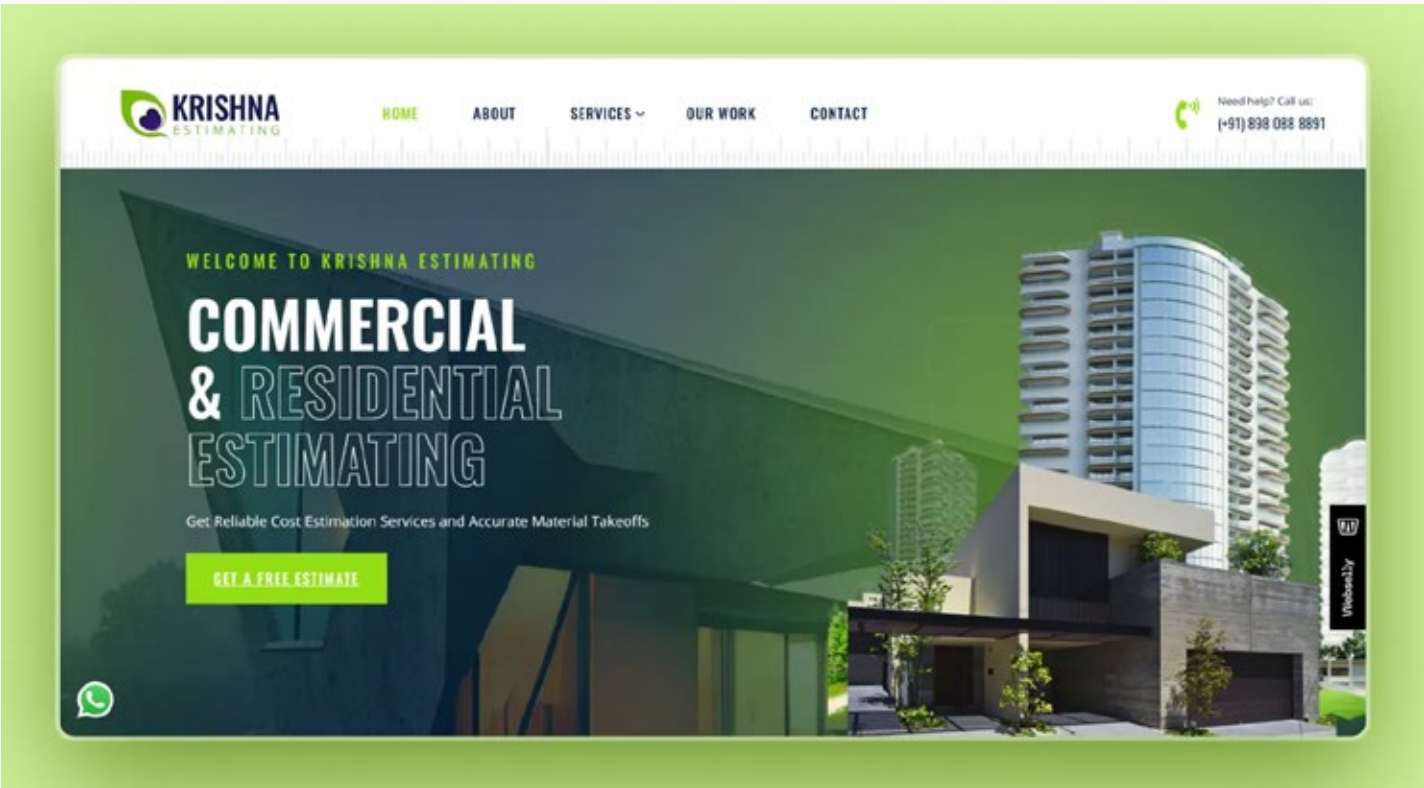 KRISHNA
ESTIMATING
HOME
ABOUT
SERVICES
OUR WORK
CONTACT
Need help? Call us:
(+91) 898 088 8891
WELCOME TO KRISHNA ESTIMATING
COMMERCIAL
& RESIDENTIAL
ESTIMATING
Get Reliable Cost Estimation Services and Accurate Material Takeoffs
GET A FREE ESTIMATE
Webselly